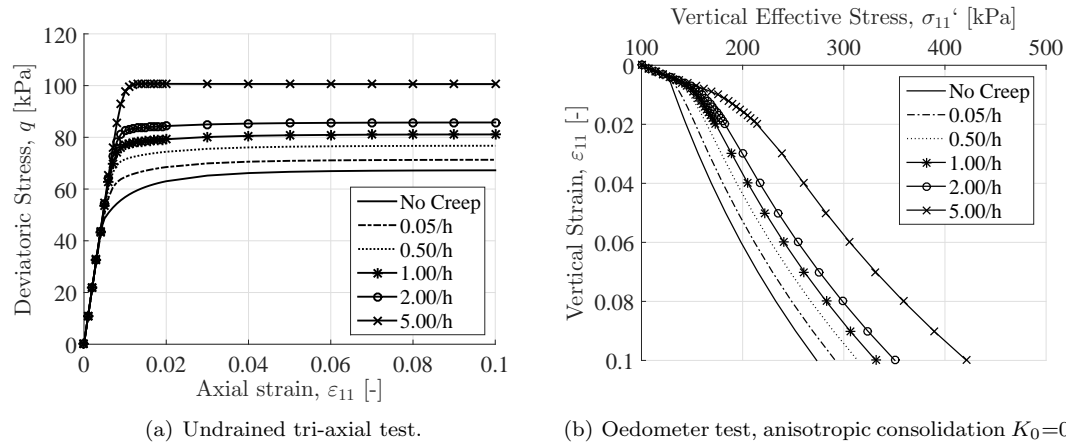 120
100
80
60
40
20
0
Deviatoric Stress, q [kPa]
No Creep
0.05/h
0.50/h
1.00/h
2.00/h
5.00/h
0 0.02 0.04 0.06 0.08 0.1
Axial strain, ε11 [-]
(a) Undrained tri-axial test.
Vertical Effective Stress, σ11‘ [kPa]
100 200 300 400 500
0
0.02
0.04
0.06
0.08
0.1
Vertical Strain, ε11 [-]
No Creep
0.05/h
0.50/h
1.00/h
2.00/h
5.00/h
(b) Oedometer test, anisotropic consolidation K0=0